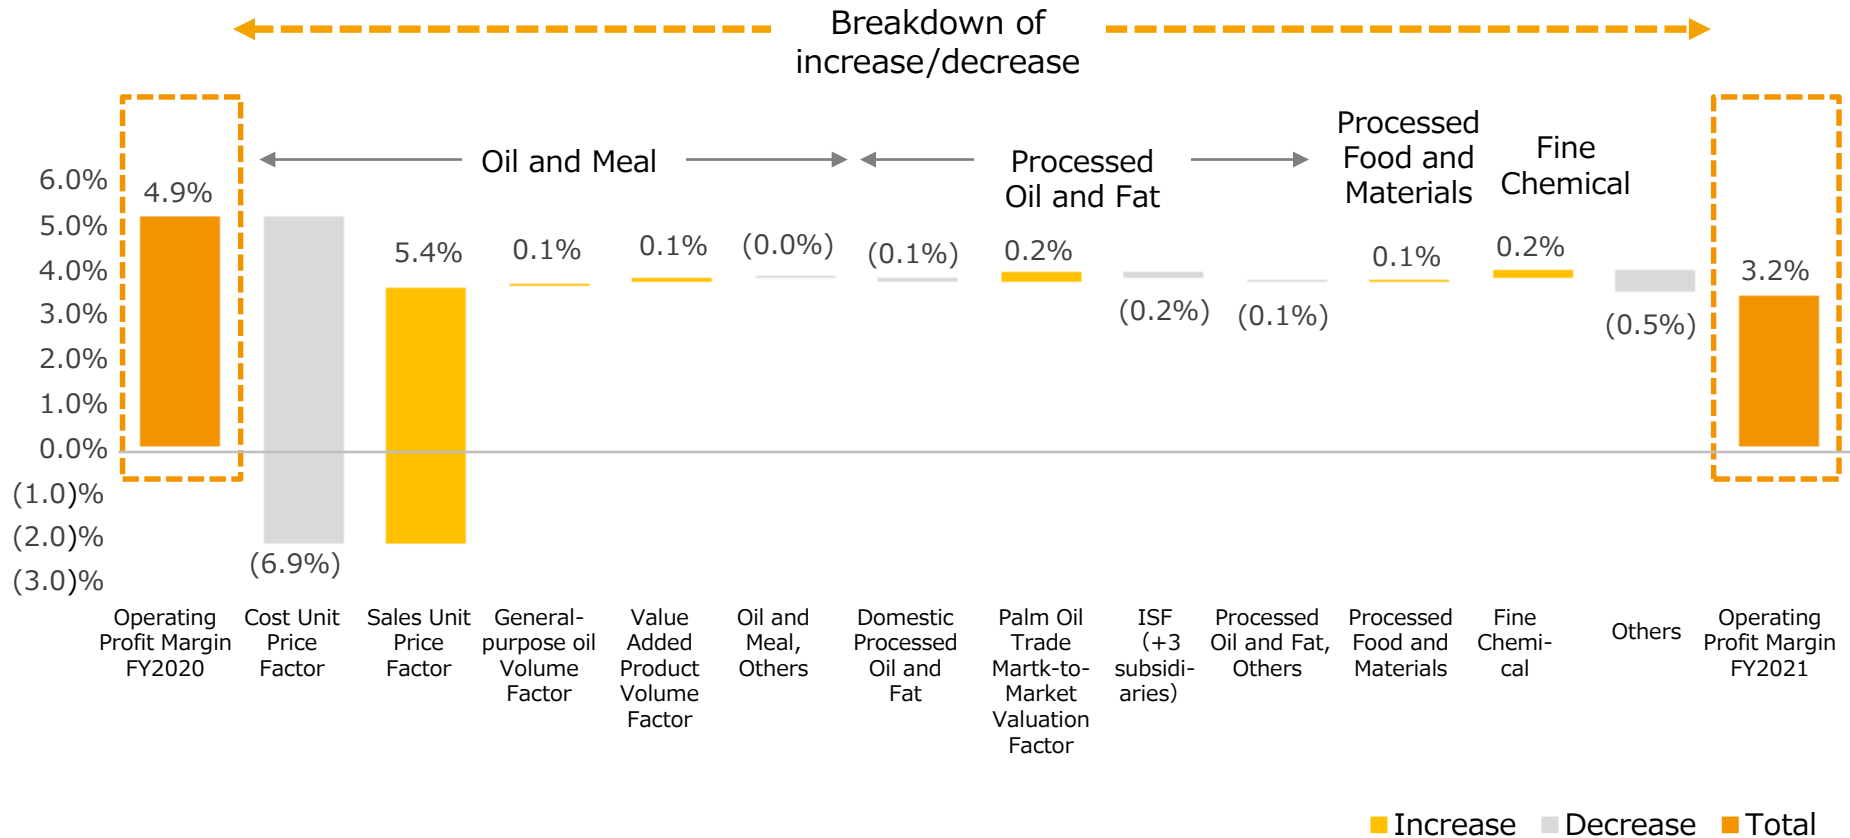 Breakdown of
increase/decrease
Oil and Meal
Processed
Oil and Fat
Processed
Food and
Materials
Fine
Chemical
6.0%
5.0%
4.0%
3.0%
2.0%
1.0%
0.0%
(1.0)%
(2.0)%
(3.0)%
4.9%
(6.9%)
5.4%
0.1%
0.1%
(0.0%)
(0.1%)
0.2%
(0.2%)
(0.1%)
0.1%
0.2%
(0.5%)
3.2%
Operating
Profit Margin
FY2020
Cost Unit
Price
Factor
Sales Unit
Price
Factor
General-
purpose oil
Volume
Factor
Value
Added
Product
Volume
Factor
Oil and
Meal,
Others
Domestic
Processed
Oil and
Fat
Palm Oil
Trade
Martk-to-
Market
Valuation
Factor
ISF
(+3
subsidi-
aries)
Processed
Oil and Fat,
Others
Processed
Food and
Materials
Fine
Chemi-
cal
Others
Operating
Profit Margin
FY2021
Increase
Decrease
Total